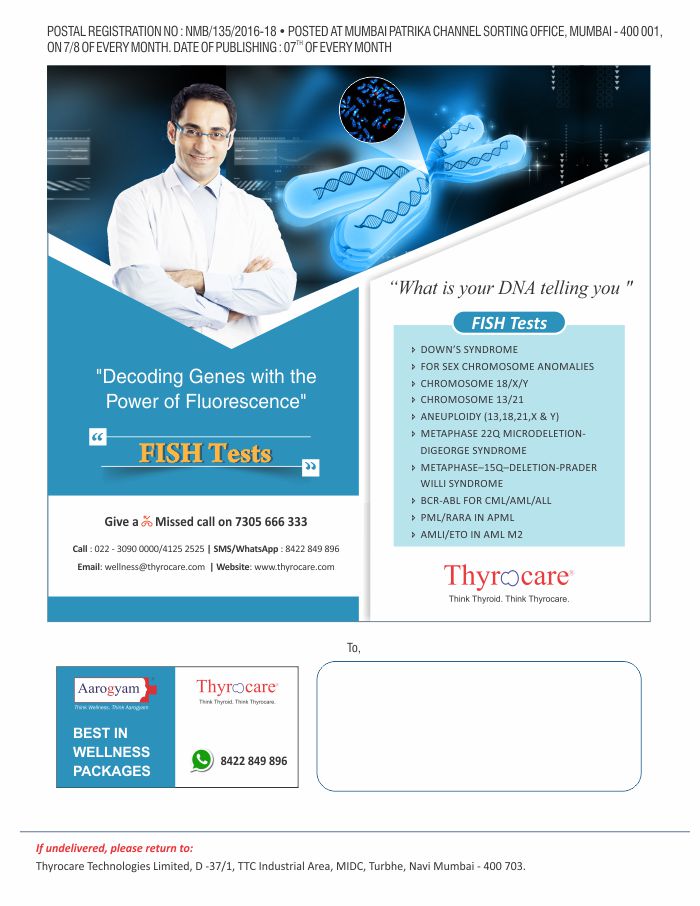 POSTAL REGISTRATION NO : NMB/135/2016-18 • POSTED AT MUMBAI PATRIKA CHANNEL SORTING OFFICE, MUMBAI - 400 001,
ON 7/8 OF EVERY MONTH. DATE OF PUBLISHING : 07TH OF EVERY MONTH
"Decoding Genes with the
Power of Fluorescence"
“
FISH Tests
”
Give a Missed call on 7305 666 333
Call : 022 - 3090 0000/4125 2525 | SMS/WhatsApp : 8422 849 896
Email: wellness@thyrocare.com | Website: www.thyrocare.com
“What is your DNA telling you "
FISH Tests
DOWN’S SYNDROME
FOR SEX CHROMOSOME ANOMALIES
CHROMOSOME 18/X/Y
CHROMOSOME 13/21
ANEUPLOIDY (13,18,21,X & Y)
METAPHASE 22Q MICRODELETION-
DIGEORGE SYNDROME
METAPHASE–15Q–DELETION-PRADER
WILLI SYNDROME
BCR-ABL FOR CML/AML/ALL
PML/RARA IN APML
AMLI/ETO IN AML M2
Thyrocare®
Think Thyroid. Think Thyrocare.
To,
Aarogyam
Think Wellness. Think Aarogyam
BEST IN
WELLNESS
PACKAGES
Thyrocare®
Think Thyroid. Think Thyrocare.
8422 849 896
If undelivered, please return to:
Thyrocare Technologies Limited, D -37/1, TTC Industrial Area, MIDC, Turbhe, Navi Mumbai - 400 703.